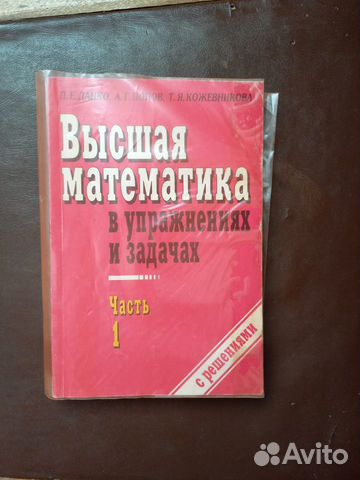 П. Е. ДАНКО, А. Г. ПОПОВ, Т. Я. КОЖЕВНИКОВА
Высшая
математика
в упражнениях
и задачах
Часть
1
с решениями
Avito